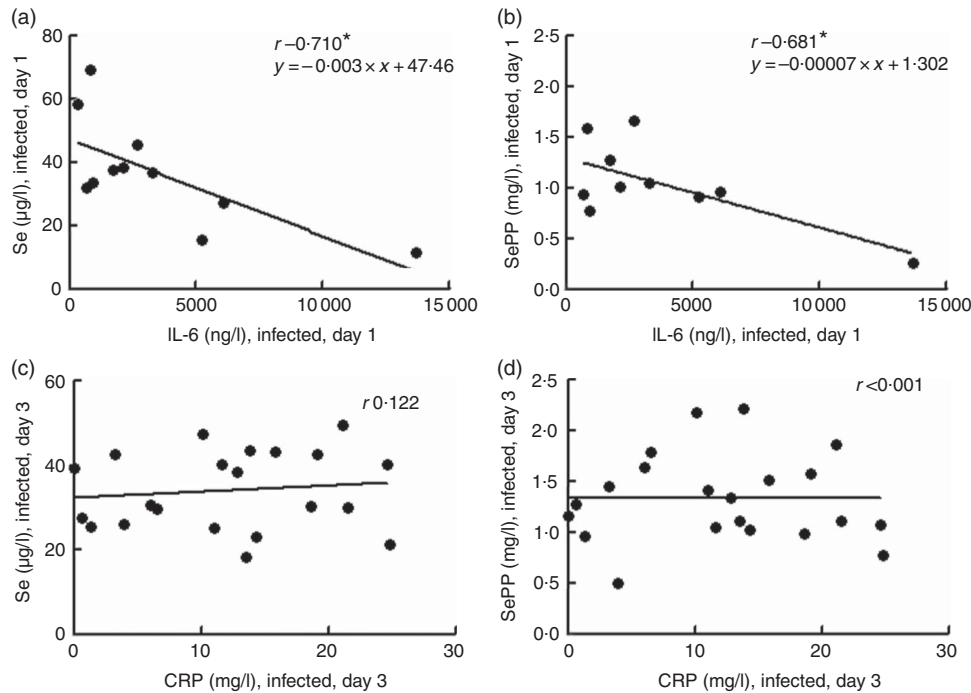 (a)
80
60
40
20
0
Se (µg/l), infected, day 1
r −0·710*
y=−0·003 × x + 47·46
0
5000
10 000
15 000
IL-6 (ng/l), infected, day 1
(b)
2·5
2·0
1·5
1·0
0·5
0·0
SePP (mg/l), infected, day 1
r −0·681*
y=−0·00007 × x + 1·302
0
5000
10 000
15 000
IL-6 (ng/l), infected, day 1
(c)
60
40
20
0
Se (µg/l), infected, day 3
r 0·122
0
10
20
30
CRP (mg/l), infected, day 3
(d)
2·5
2·0
1·5
1·0
0·5
0·0
SePP (mg/l), infected, day 3
r <0·001
0
10
20
30
CRP (mg/l), infected, day 3